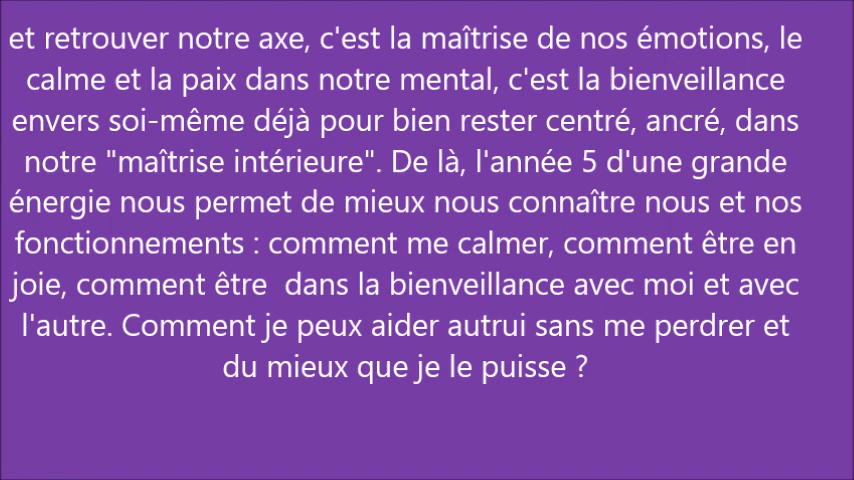 et retrouver notre axe, c'est la maîtrise de nos émotions, le
calme et la paix dans notre mental, c'est la bienveillance
envers soi-même déjà pour bien rester centré, ancré, dans
notre "maîtrise intérieure". De là, l'année 5 d'une grande
énergie nous permet de mieux nous connaître nous et nos
fonctionnements : comment me calmer, comment être en
joie, comment être  dans la bienveillance avec moi et avec
l'autre. Comment je peux aider autrui sans me perdrer et
du mieux que je le puisse ?